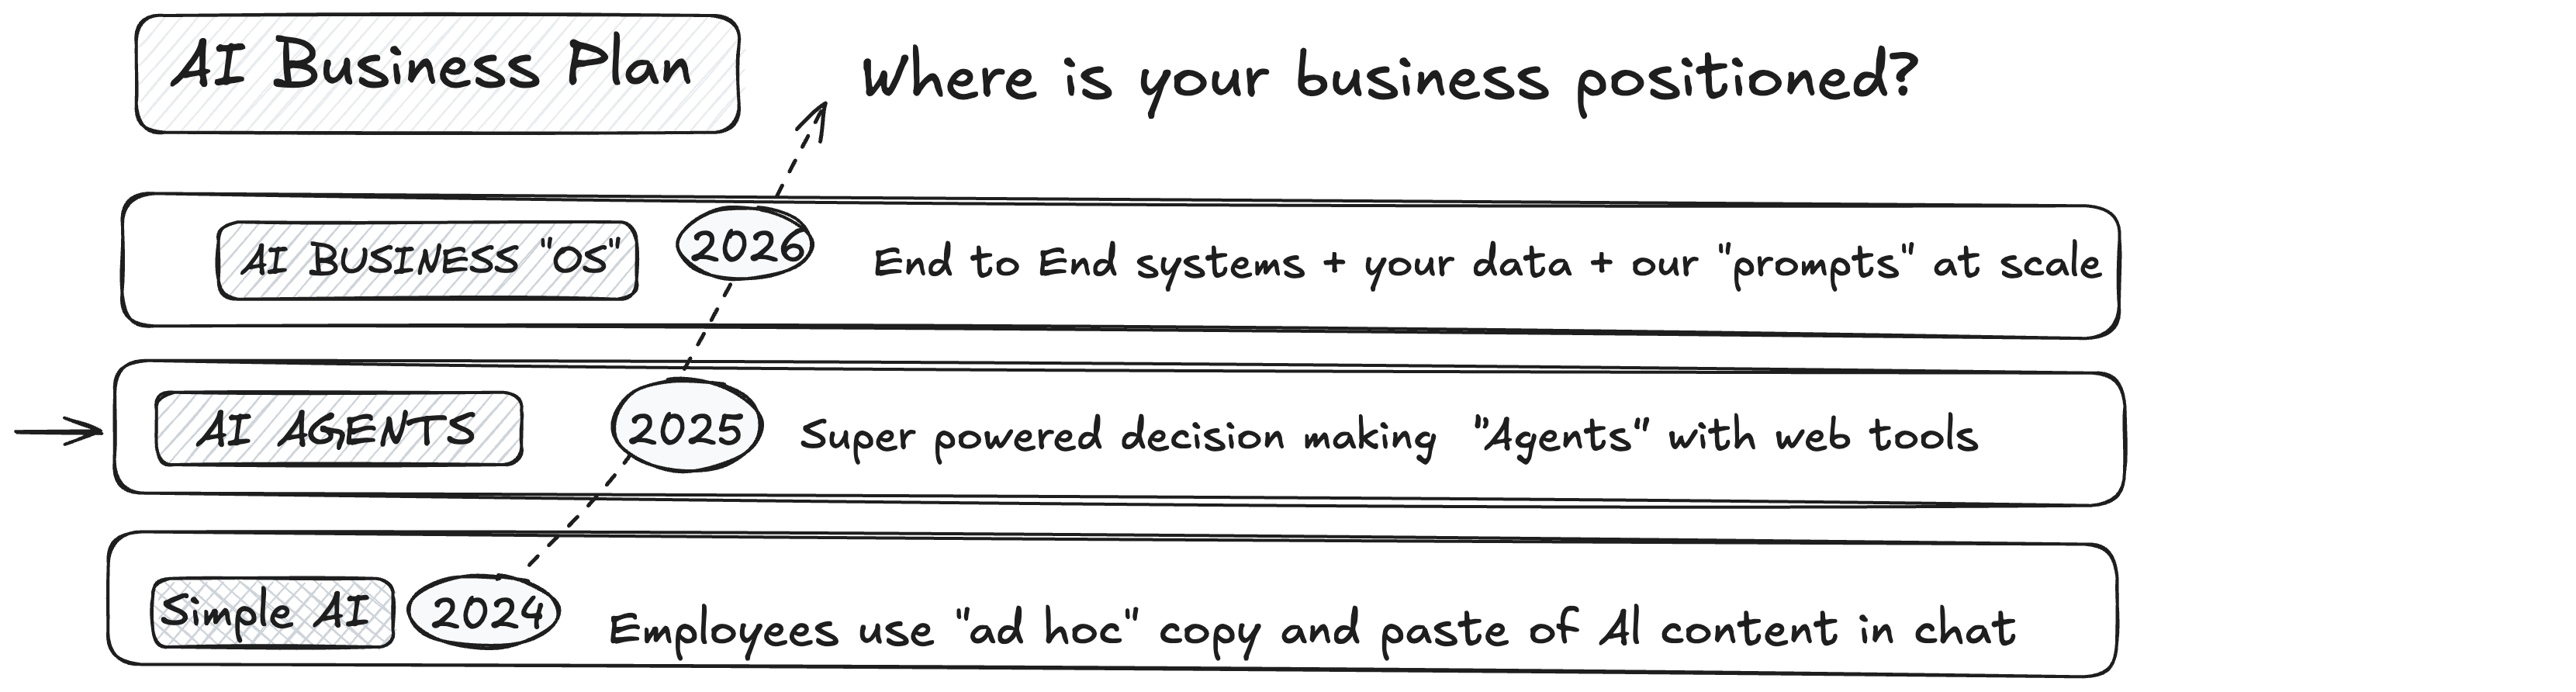 AI Business Plan
Where is your business positioned?
AI BUSINESS "OS"
2026
End to End systems + your data + our "prompts" at scale
AI AGENTS
2025
Super powered decision making "Agents" with web tools
Simple AI
2024
Employees use "ad hoc" copy and paste of AI content in chat